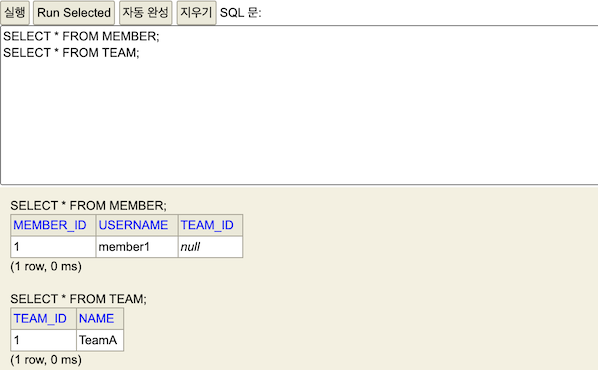 실행 Run Selected 자동 완성 지우기 SQL 문:
SELECT * FROM MEMBER;
SELECT * FROM TEAM;
SELECT * FROM MEMBER;
MEMBER_ID USERNAME TEAM_ID
1 member1 null
(1 row, 0 ms)
SELECT * FROM TEAM;
TEAM_ID NAME
1 TeamA
(1 row, 0 ms)